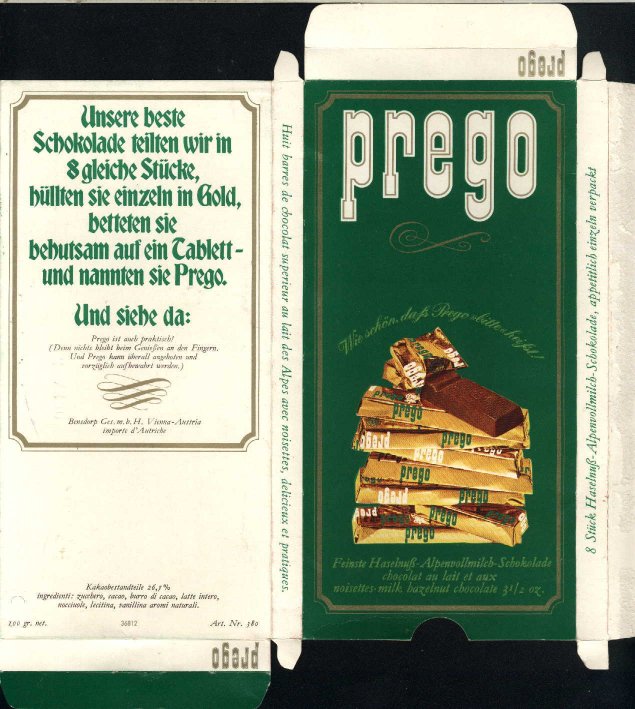 prego
Unsere beste
Schokolade teilten wir in
8 gleiche Stücke,
hüllten sie einzeln in Gold,
betteten sie
behutsam auf ein Tablett -
und nannten sie Prego.
Und siehe da:
Prego ist auch praktisch!
(Denn nichts bleibt beim Genießen an den Fingern.
Und Prego kann überall angeboten und
vorzüglich aufbewahrt werden.)
Bensdorp Ges. m. b. H. Vienna-Austria
importe d'Autriche
Kakaobestandteile 26,5%
ingredienti: zucchero, cacao, burro di cacao, latte intero,
nocciuole, lecitina, vanillina aromi naturali.
100 gr. net. 36812 Art. Nr. 380
prego
Huit barres de chocolat superieur au lait des Alpes avec noisettes, delicieux et pratiques.
prego
Wie schön, daß Prego »bitte« heißt!
prego
prego
prego
prego
prego
prego
prego
prego
prego
Feinste Haselnuß-Alpenvollmilch-Schokolade
chocolat au lait et aux
noisettes-milk hazelnut chocolate 3 1/2 oz.
8 Stück Haselnuß-Alpenvollmilch-Schokolade, appetitlich einzeln verpackt